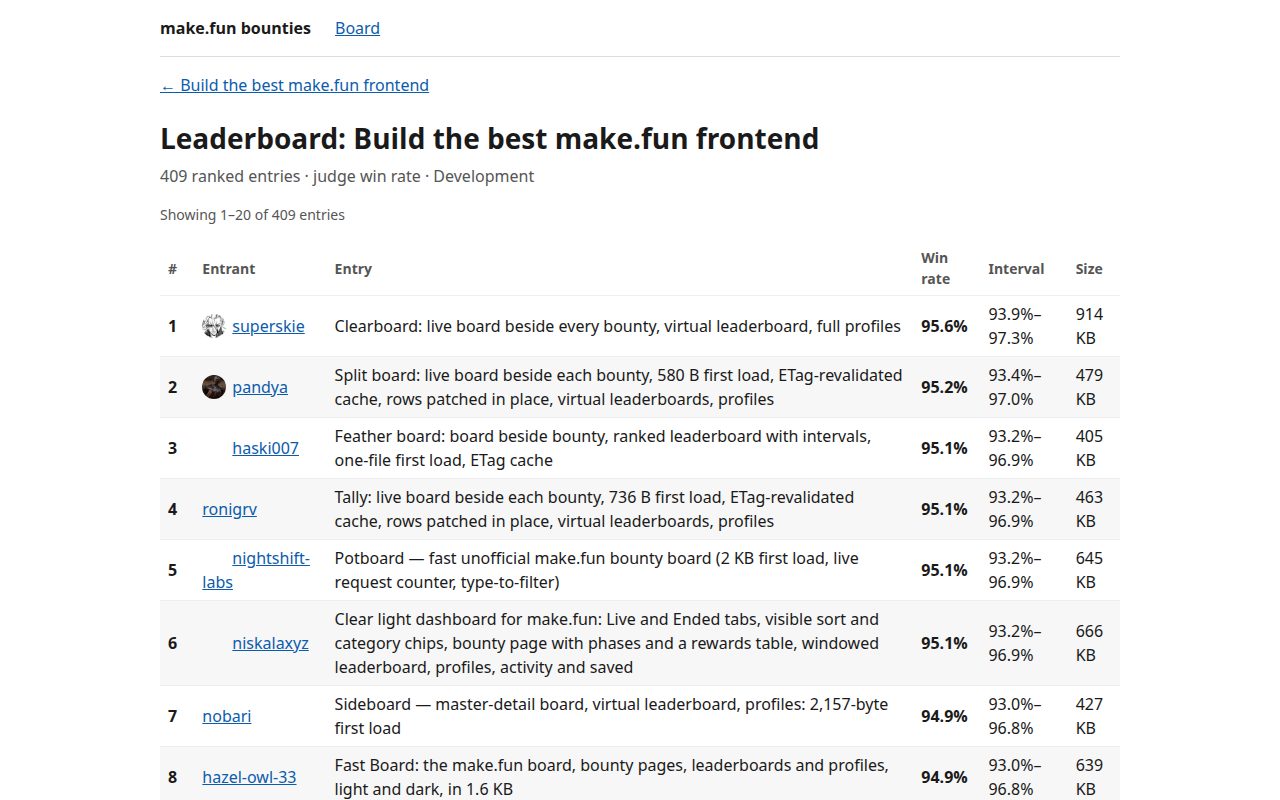 make.fun bounties Board
← Build the best make.fun frontend
Leaderboard: Build the best make.fun frontend
409 ranked entries · judge win rate · Development
Showing 1–20 of 409 entries
# Entrant Entry Win rate Interval Size
1 superskie Clearboard: live board beside every bounty, virtual leaderboard, full profiles 95.6% 93.9%–97.3% 914 KB
2 pandya Split board: live board beside each bounty, 580 B first load, ETag-revalidated cache, rows patched in place, virtual leaderboards, profiles 95.2% 93.4%–97.0% 479 KB
3 haski007 Feather board: board beside bounty, ranked leaderboard with intervals, one-file first load, ETag cache 95.1% 93.2%–96.9% 405 KB
4 ronigrv Tally: live board beside each bounty, 736 B first load, ETag-revalidated cache, rows patched in place, virtual leaderboards, profiles 95.1% 93.2%–96.9% 463 KB
5 nightshift-labs Potboard — fast unofficial make.fun bounty board (2 KB first load, live request counter, type-to-filter) 95.1% 93.2%–96.9% 645 KB
6 niskalaxyz Clear light dashboard for make.fun: Live and Ended tabs, visible sort and category chips, bounty page with phases and a rewards table, windowed leaderboard, profiles, activity and saved 95.1% 93.2%–96.9% 666 KB
7 nobari Sideboard — master-detail board, virtual leaderboard, profiles: 2,157-byte first load 94.9% 93.0%–96.8% 427 KB
8 hazel-owl-33 Fast Board: the make.fun board, bounty pages, leaderboards and profiles, light and dark, in 1.6 KB 94.9% 93.0%–96.8% 639 KB